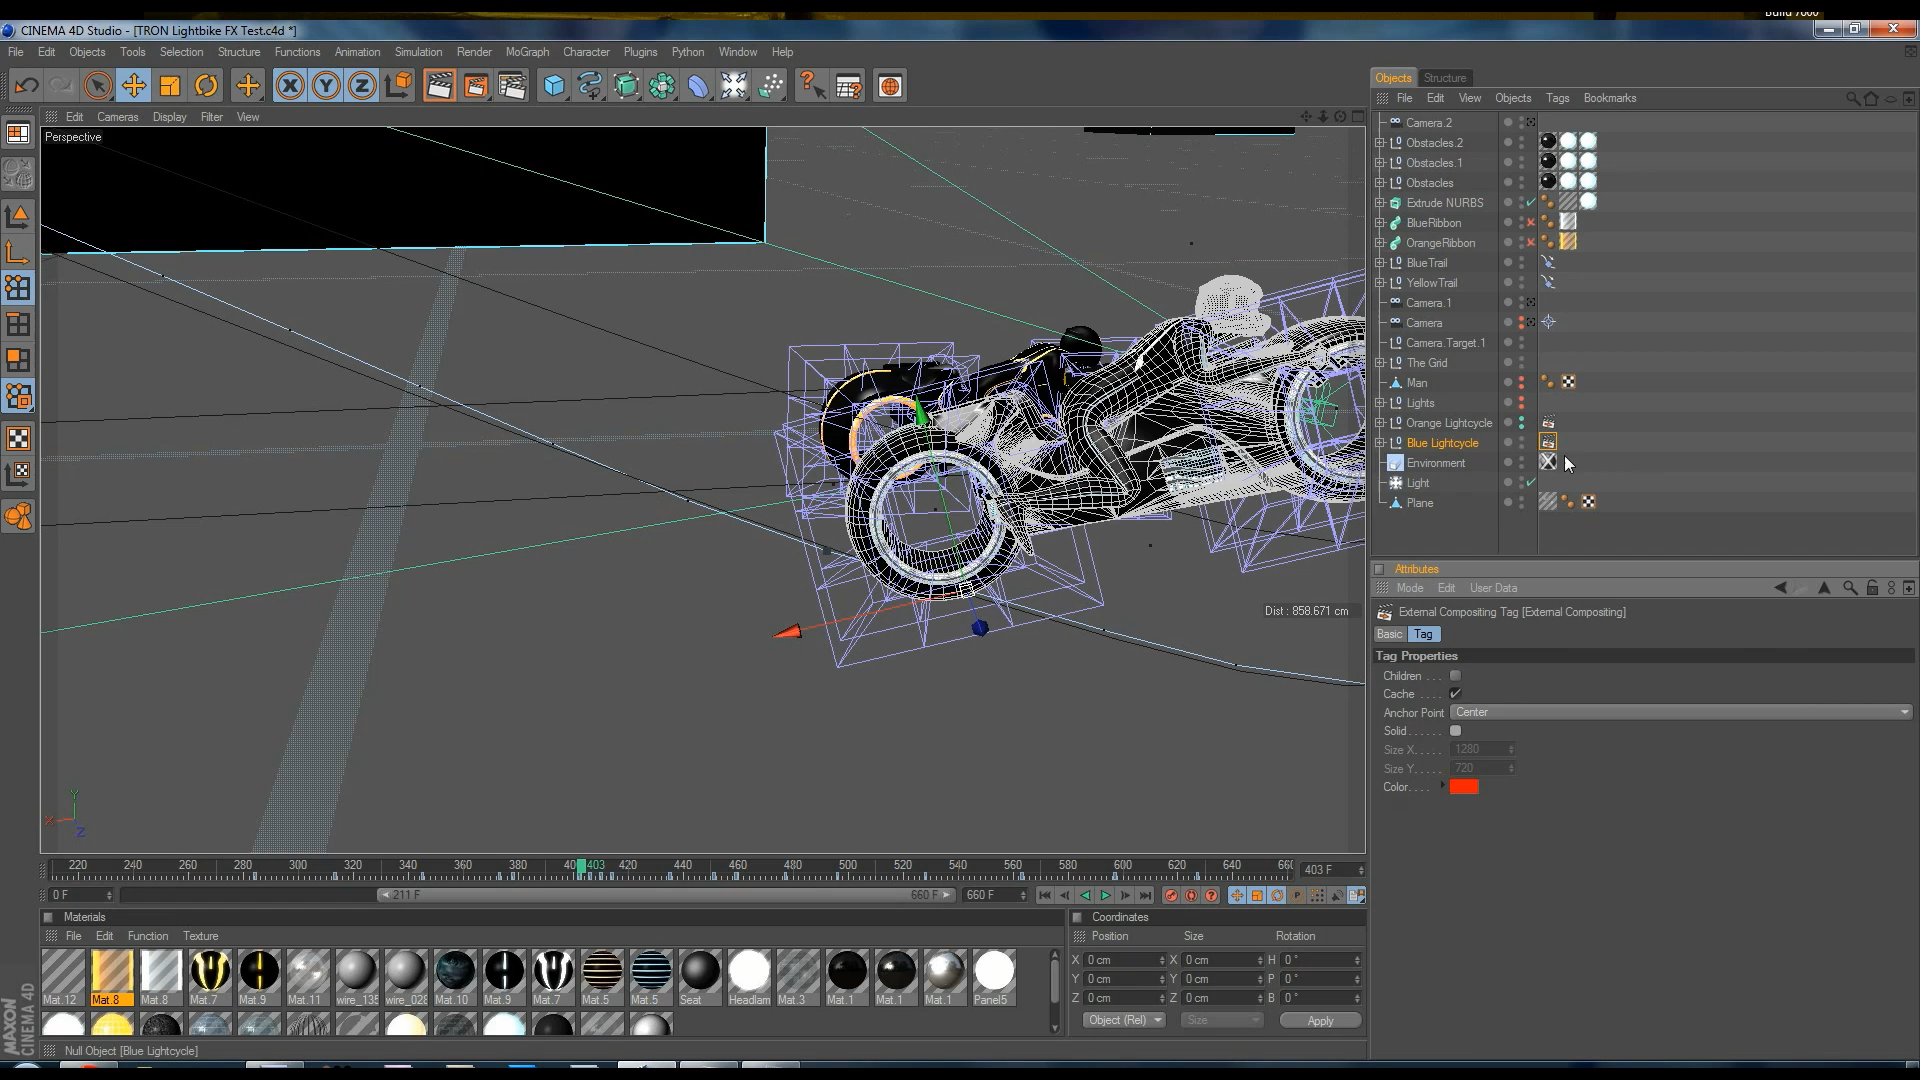 Build 7600
CINEMA 4D Studio - [TRON Lightbike FX Test.c4d *]
File Edit Objects Tools Selection Structure Functions Animation Simulation Render MoGraph Character Plugins Python Window Help
Objects Structure
File Edit View Objects Tags Bookmarks
Edit Cameras Display Filter View
Perspective
Camera.2
Obstacles.2
Obstacles.1
Obstacles
Extrude NURBS
BlueRibbon
OrangeRibbon
BlueTrail
YellowTrail
Camera.1
Camera
Camera.Target.1
The Grid
Man
Lights
Orange Lightcycle
Blue Lightcycle
Environment
Light
Plane
Dist : 858.671 cm
Attributes
Mode Edit User Data
External Compositing Tag [External Compositing]
Basic Tag
Tag Properties
Children . . .
Cache . . . .
Anchor Point Center
Solid . . . . . .
Size X. . . . . 1280
Size Y. . . . . 720
Color. . . .
X Y Z
220 240 260 280 300 320 340 360 380 40 403 420 440 460 480 500 520 540 560 580 600 620 640 66 403 F
0 F 211 F 660 F 660 F
Materials
File Edit Function Texture
Mat.12 Mat.8 Mat.8 Mat.7 Mat.9 Mat.11 wire_135 wire_028 Mat.10 Mat.9 Mat.7 Mat.5 Mat.5 Seat Headlam Mat.3 Mat.1 Mat.1 Mat.1 Panel5
Coordinates
Position Size Rotation
X 0 cm X 0 cm H 0 °
Y 0 cm Y 0 cm P 0 °
Z 0 cm Z 0 cm B 0 °
Object (Rel) Size Apply
MAXON
CINEMA 4D
Null Object [Blue Lightcycle]